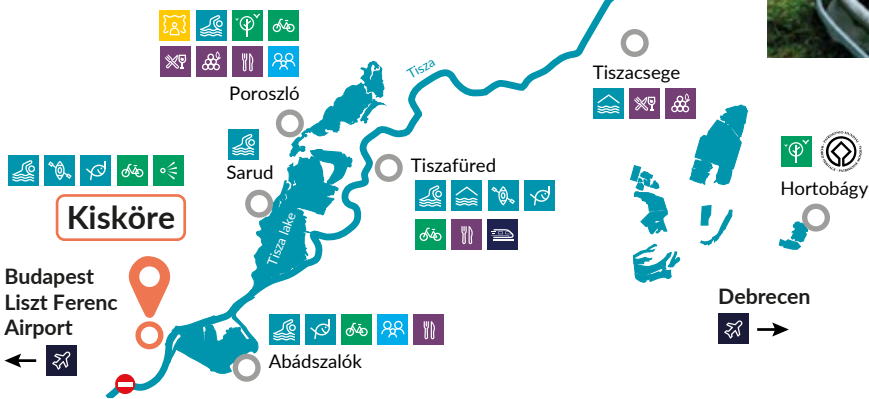 Tisza
Tiszacsege
Poroszló
Sarud
Tiszafüred
Hortobágy
Kisköre
Tisza lake
Budapest
Liszt Ferenc
Airport
Debrecen
Abádszalók